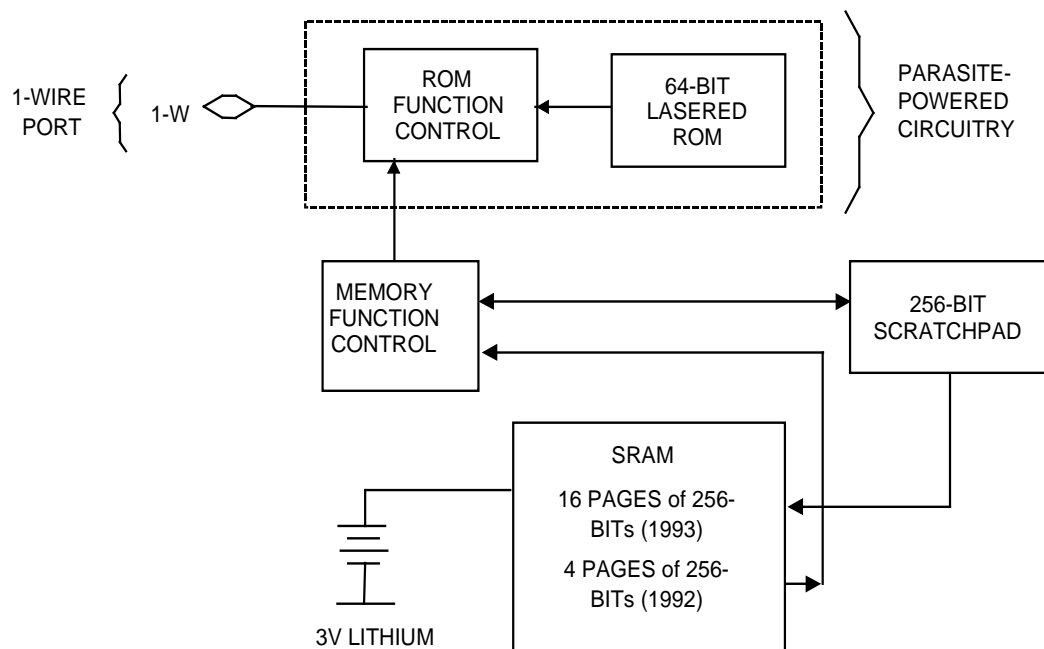 1-WIRE
PORT
1-W
ROM
FUNCTION
CONTROL
64-BIT
LASERED
ROM
PARASITE-
POWERED
CIRCUITRY
MEMORY
FUNCTION
CONTROL
256-BIT
SCRATCHPAD
SRAM
16 PAGES of 256-
BITs (1993)
4 PAGES of 256-
BITs (1992)
3V LITHIUM